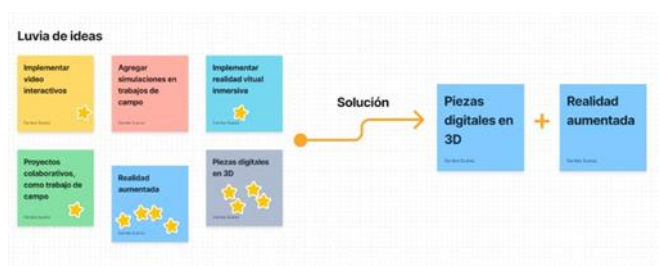 Luvia de ideas
Implementar
video
interactivos
Agregar
simulaciones en
trabajos de
campo
Implementar
realidad vitual
inmersiva
Proyectos
colaborativos,
como trabajo de
campo
Realidad
aumentada
Piezas digitales
en 3D
Solución
Piezas
digitales en
3D
+
Realidad
aumentada